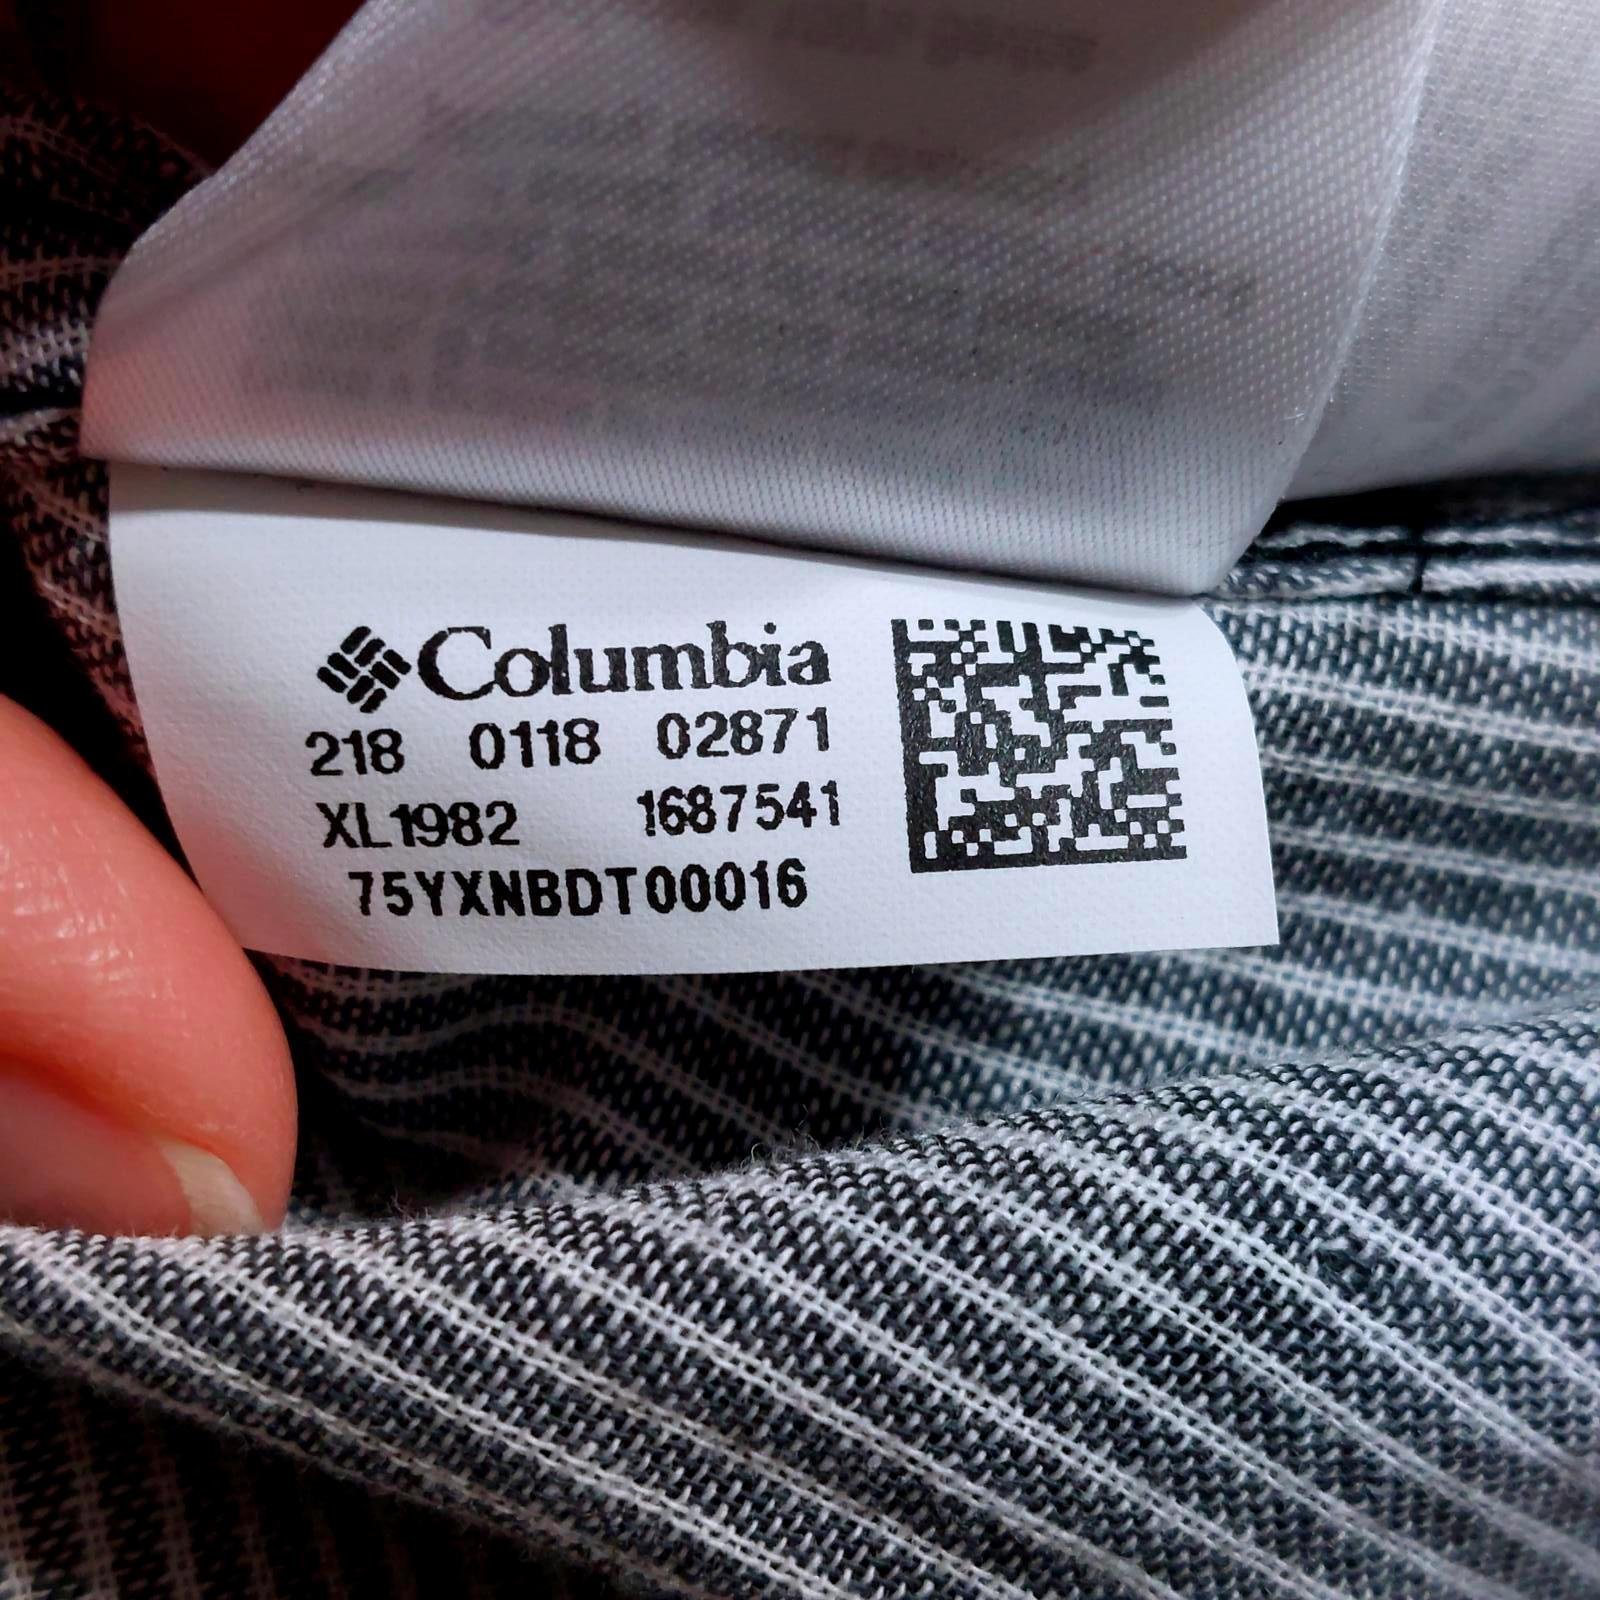 Columbia
218 0118 02871
XL1982 1687541
75YXNBDT00016